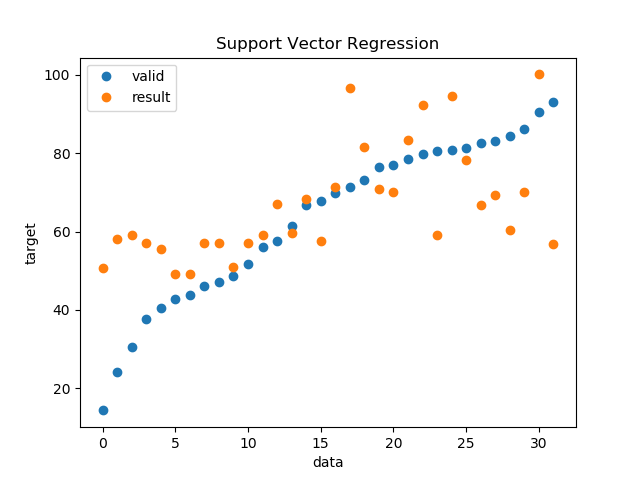 Support Vector Regression
valid
result
100
80
60
40
20
target
0 5 10 15 20 25 30
data